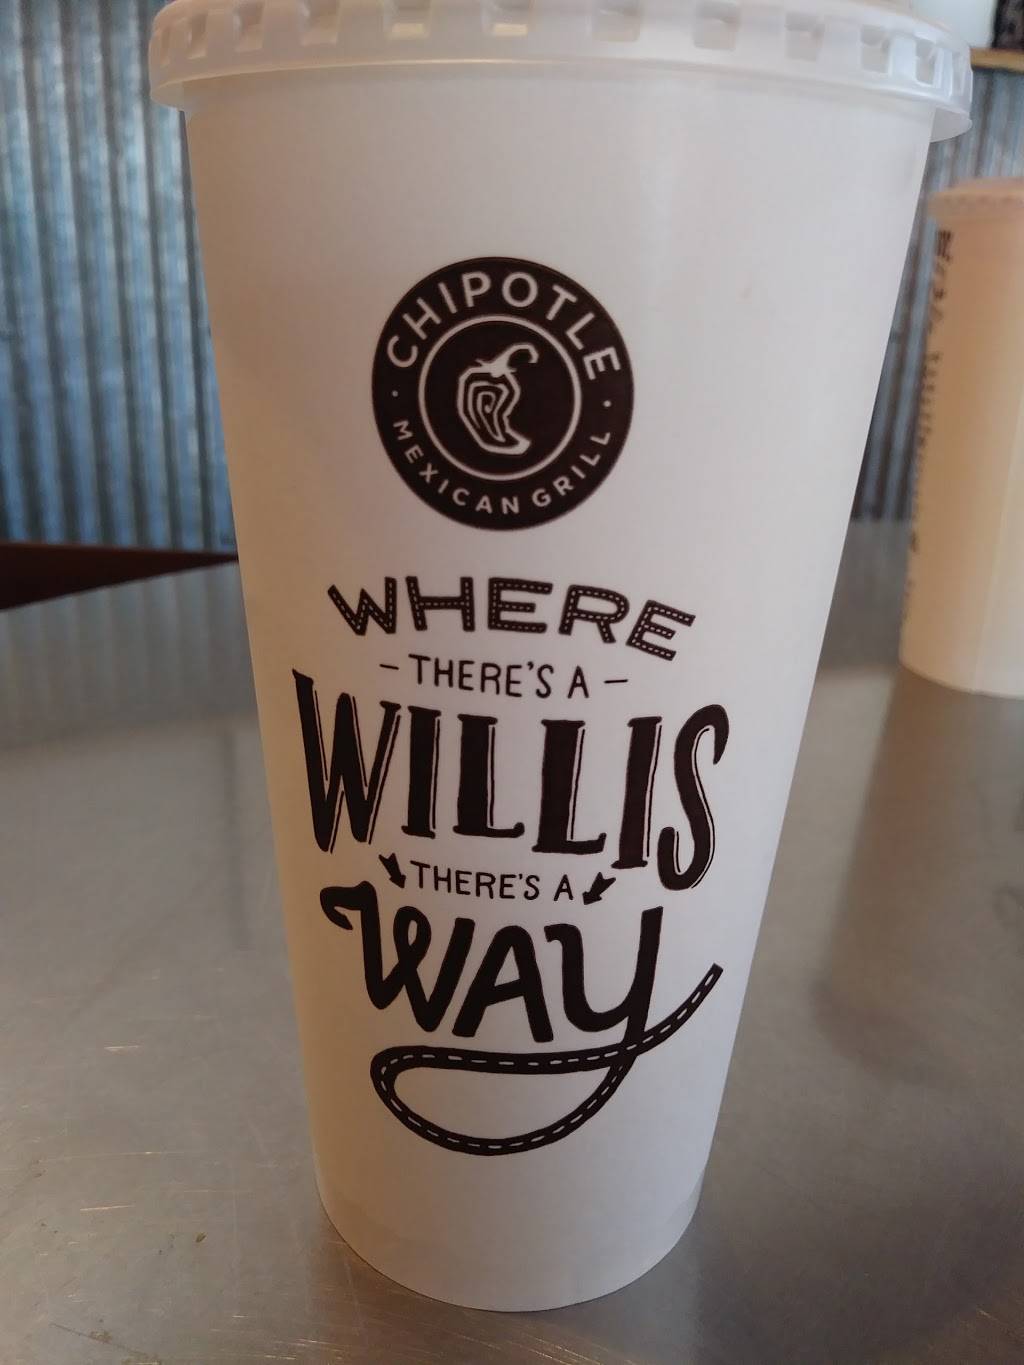 CHIPOTLE
MEXICAN GRILL
WHERE
– THERE'S A –
WILLIS
THERE'S A
WAY